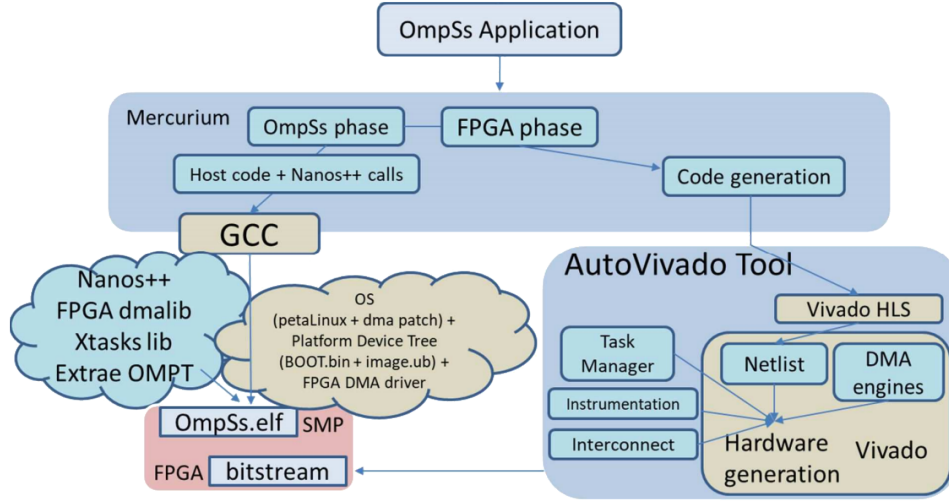 OmpSs Application
Mercurium
OmpSs phase
FPGA phase
Host code + Nanos++ calls
Code generation
GCC
AutoVivado Tool
Nanos++
FPGA dmalib
Xtasks lib
Extrae OMPT
OS
(petaLinux + dma patch) +
Platform Device Tree
(BOOT.bin + image.ub) +
FPGA DMA driver
Vivado HLS
Task
Manager
Netlist
DMA
engines
Instrumentation
Interconnect
Hardware
generation
Vivado
OmpSs.elf
SMP
FPGA
bitstream